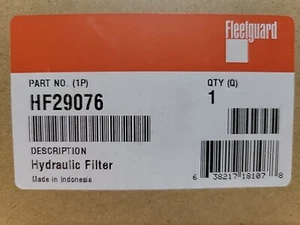 Fleetguard
PART NO. (1P) QTY (Q)
HF29076 1
DESCRIPTION
Hydraulic Filter
Made in Indonesia
6 38217 18107 8